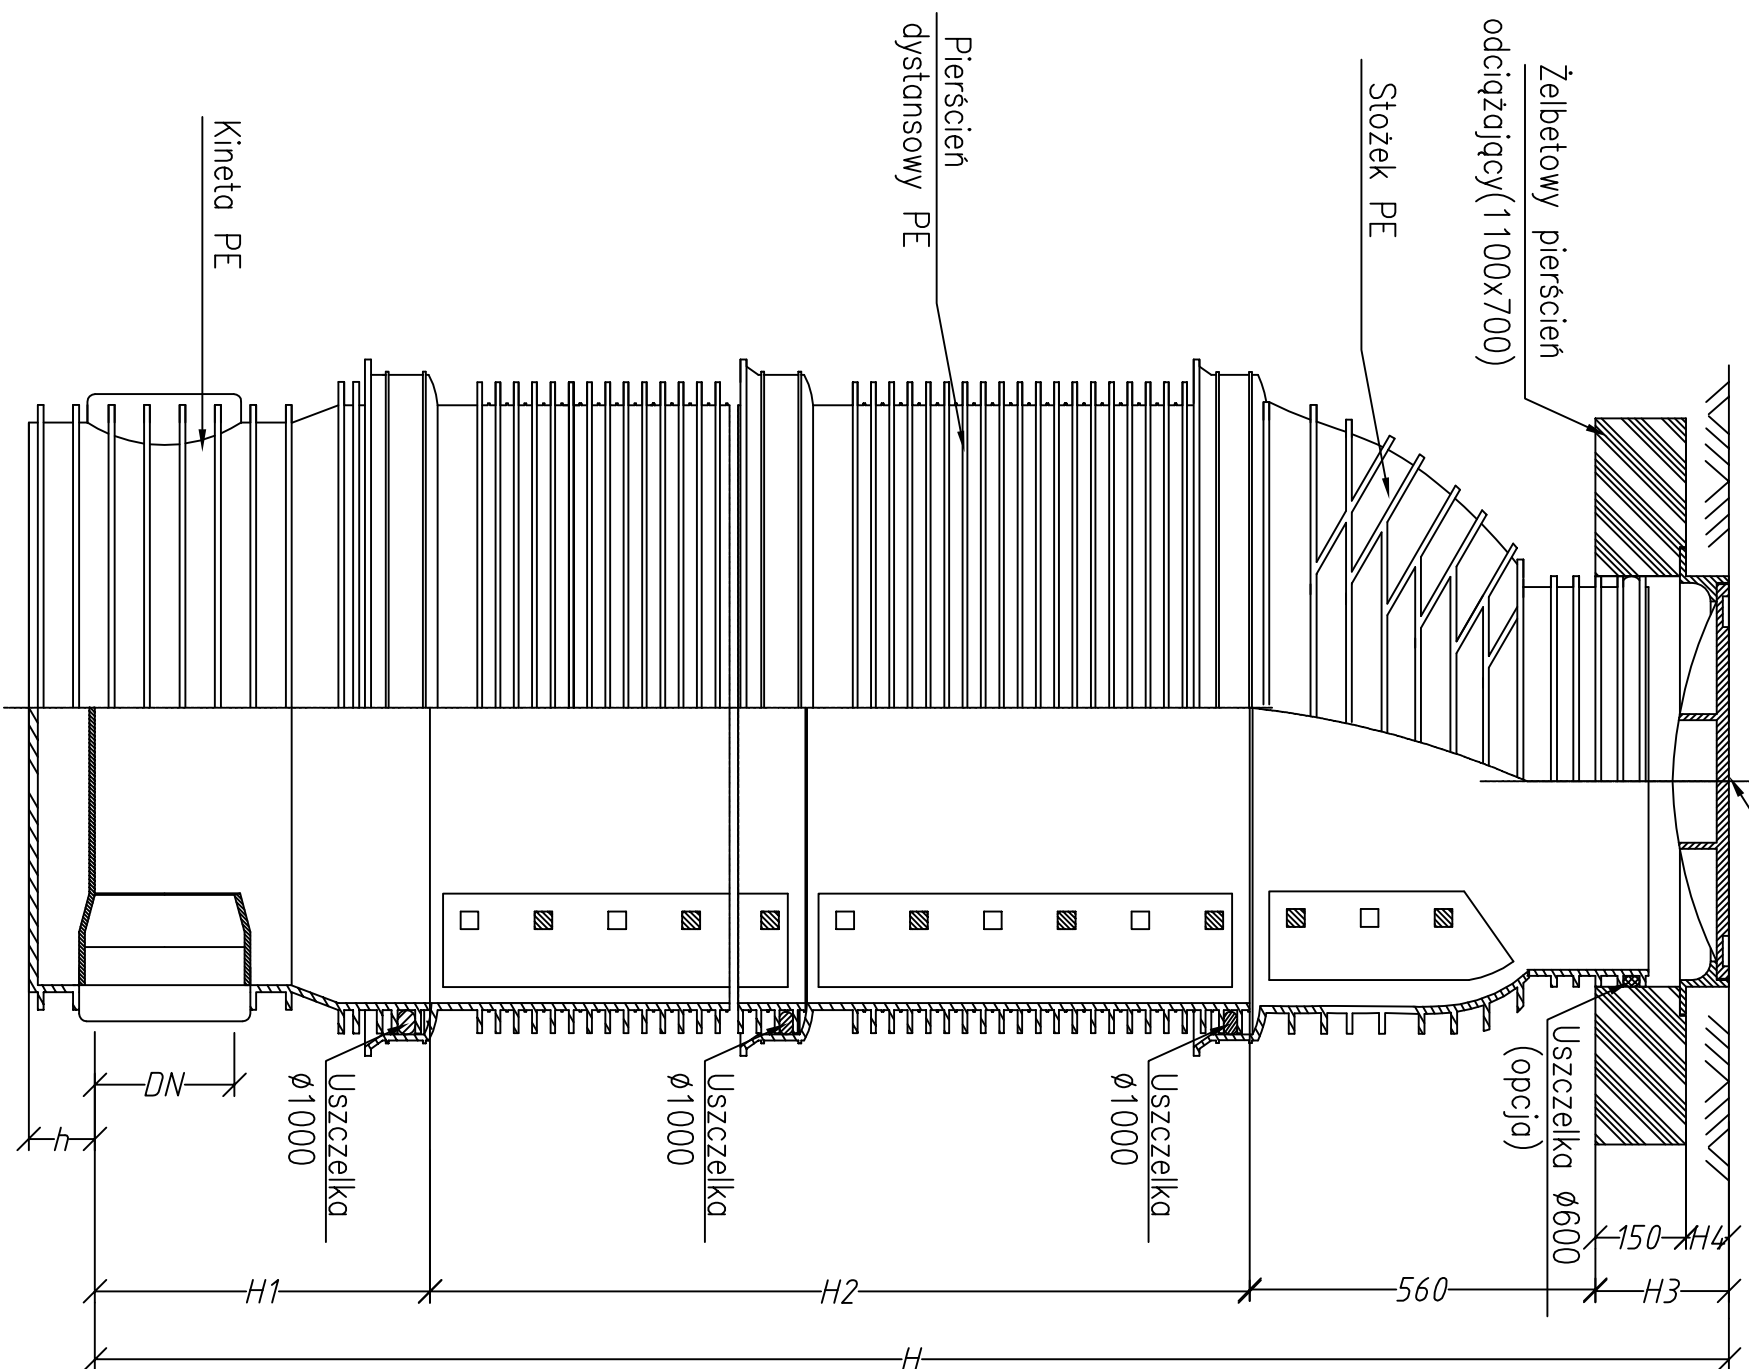 Żelbetowy pierścień
odciążający(1100x700)
Stożek PE
Pierścień
dystansowy PE
Kineta PE
Uszczelka Ø600
(opcja)
Uszczelka
Ø1000
Uszczelka
Ø1000
Uszczelka
Ø1000
DN
h
150
H4
H1
H2
560
H3
H